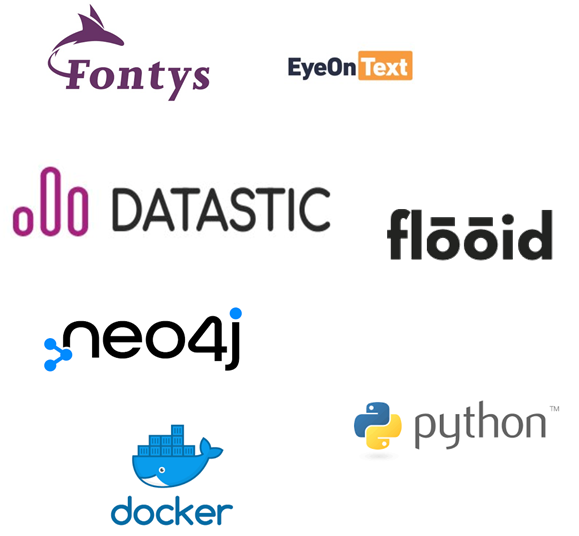 Fontys
EyeOnText
DATASTIC
flōōid
neo4j
python™
docker